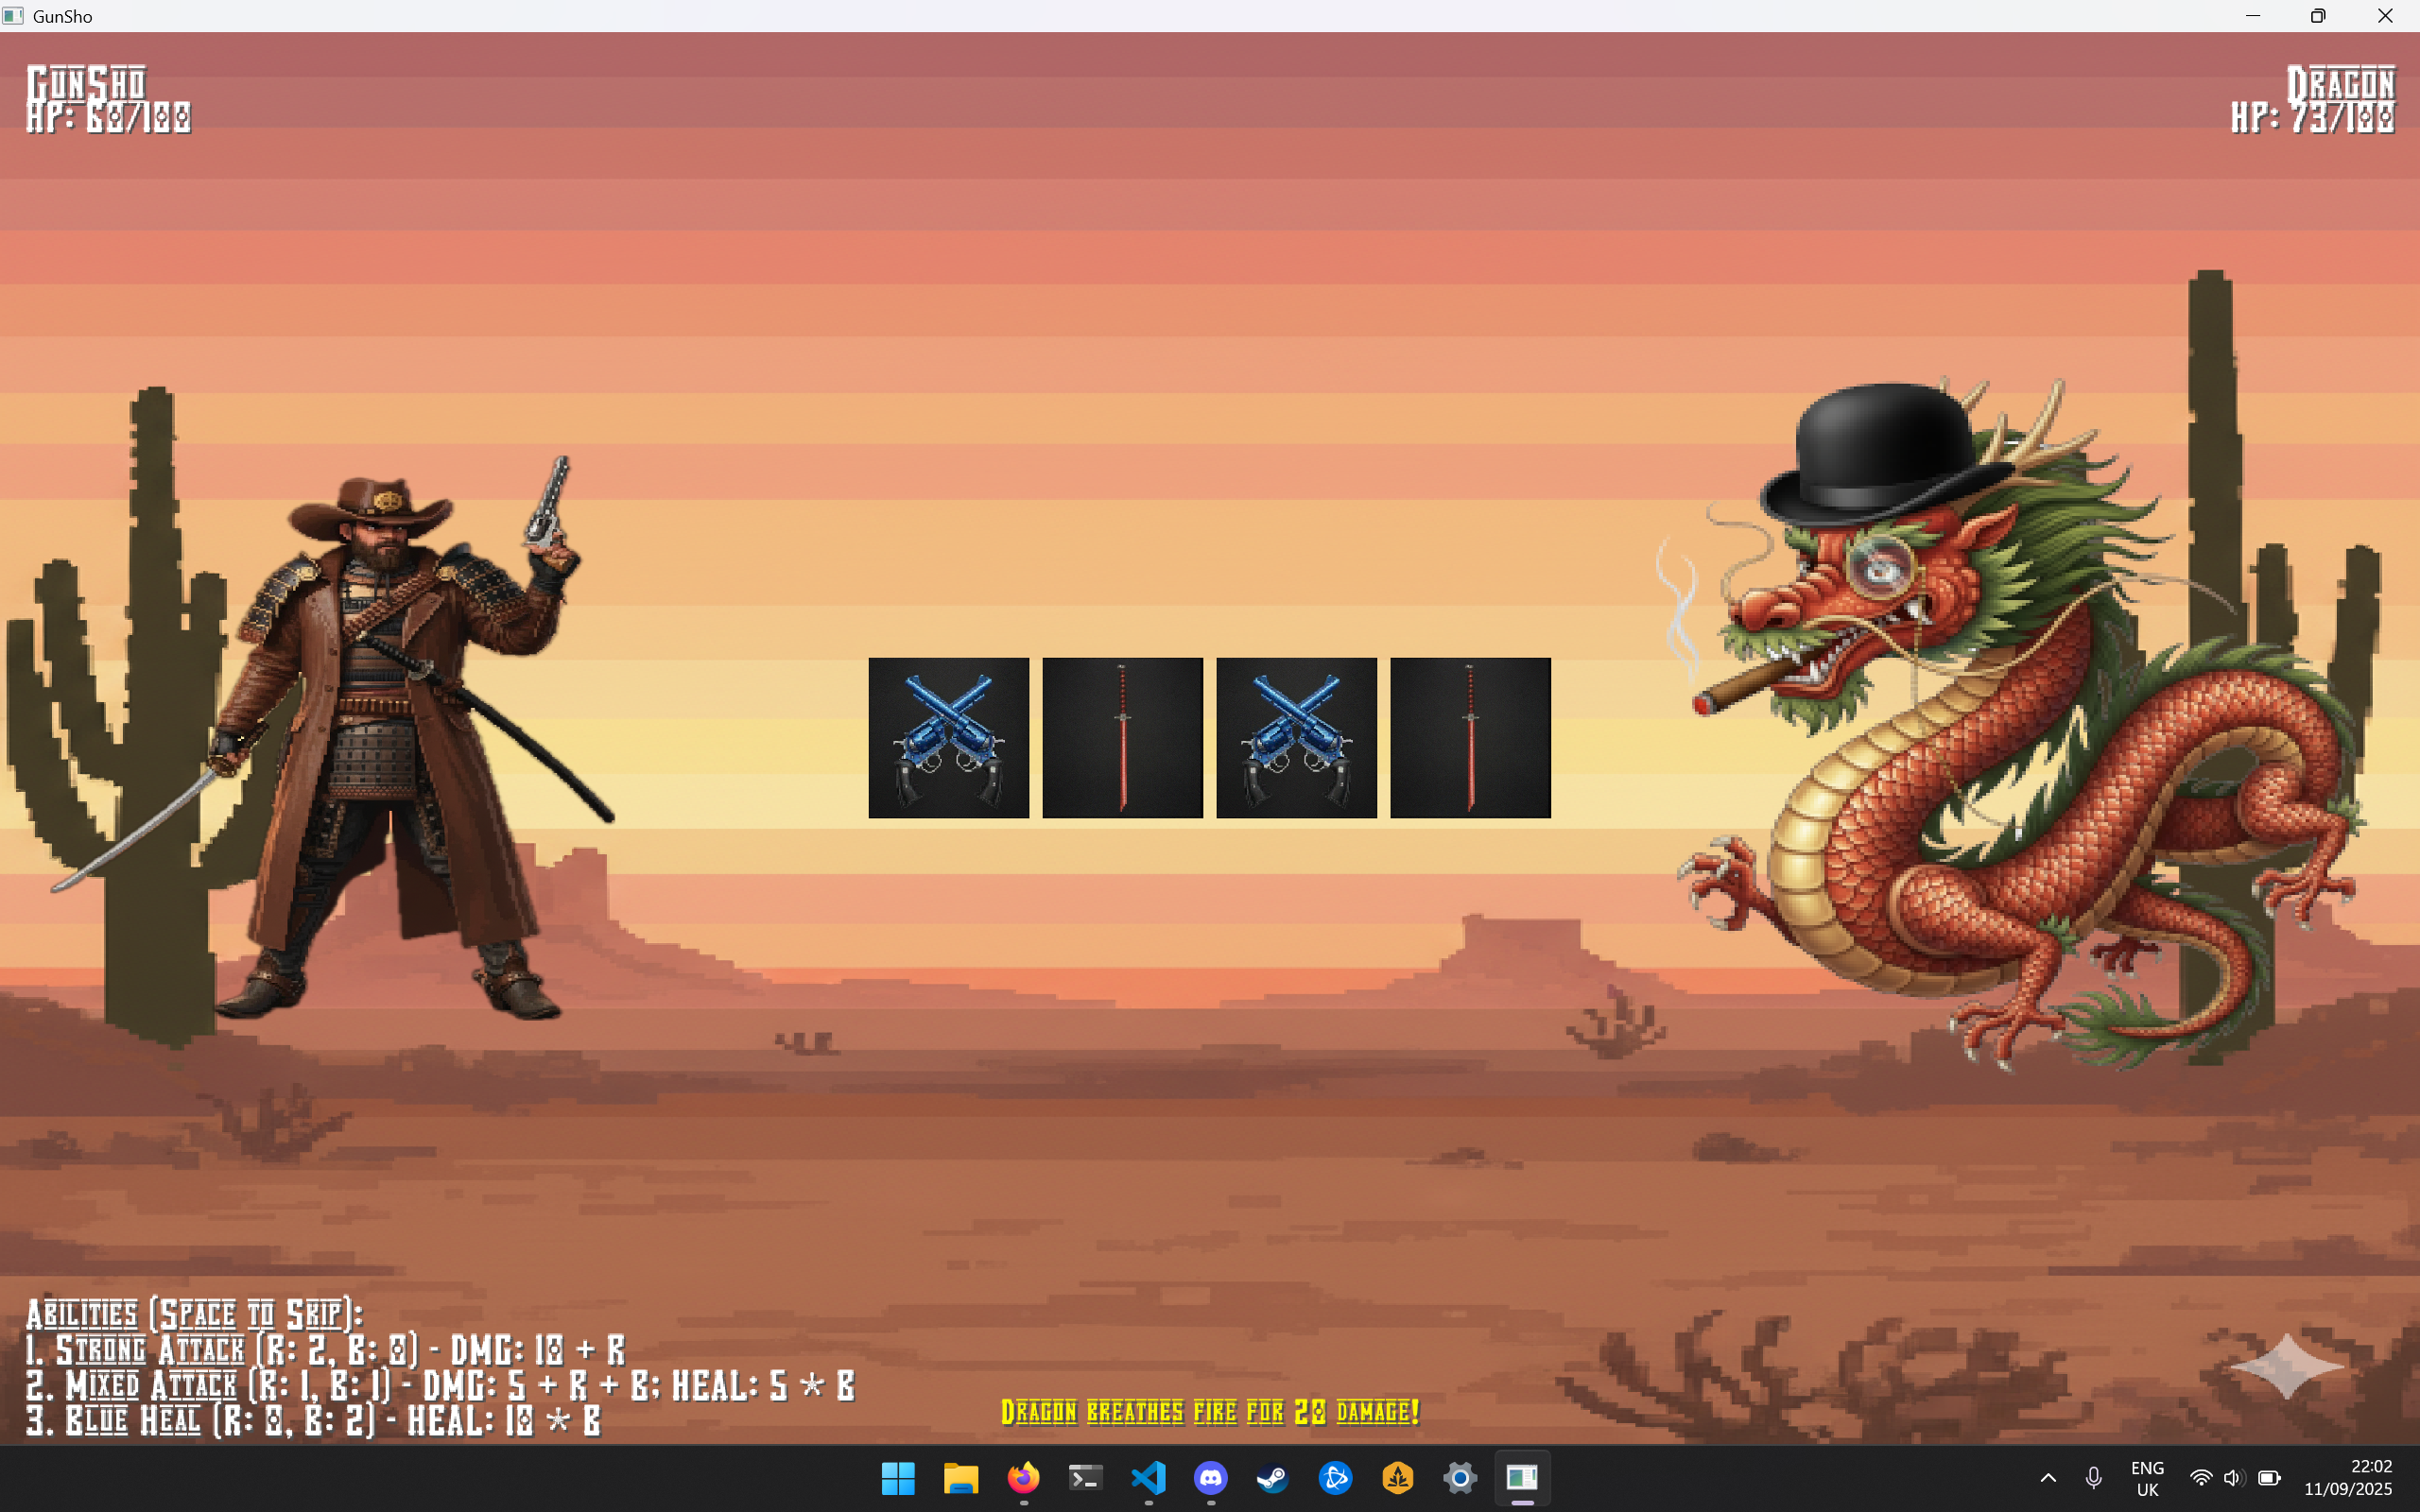 GunSho
GunSho
HP: 60/100
Dragon
HP: 73/100
Abilities (Space to Skip):
1. Strong Attack (R: 2, B: 0) - DMG: 10 + R
2. Mixed Attack (R: 1, B: 1) - DMG: 5 + R + B; HEAL: 5 * B
3. Blue Heal (R: 0, B: 2) - HEAL: 10 * B
Dragon breathes fire for 20 damage!
ENG
UK
22:02
11/09/2025